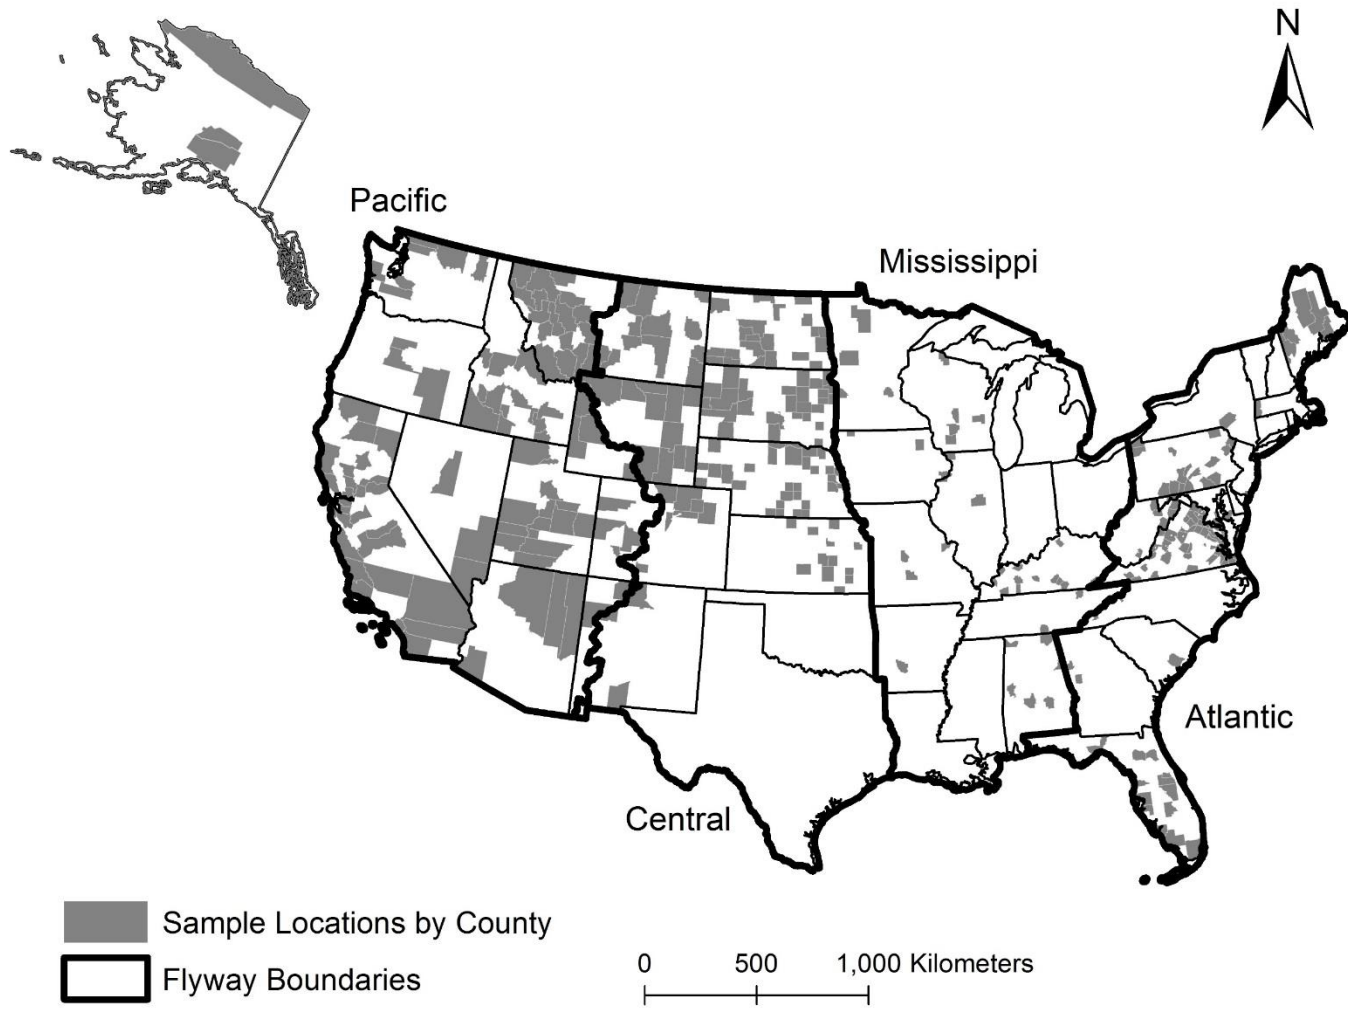 N
Pacific
Mississippi
Atlantic
Central
Sample Locations by County
Flyway Boundaries
0 500 1,000 Kilometers